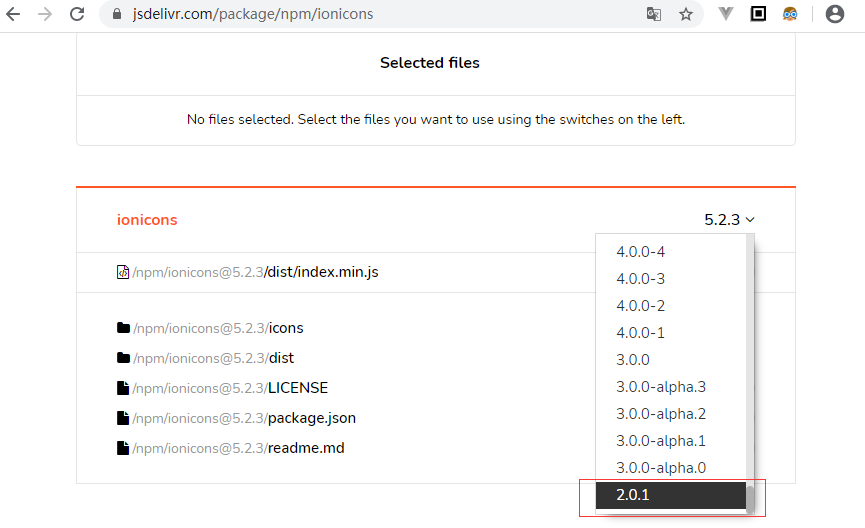 jsdelivr.com/package/npm/ionicons
Selected files
No files selected. Select the files you want to use using the switches on the left.
ionicons
5.2.3
/npm/ionicons@5.2.3/dist/index.min.js
/npm/ionicons@5.2.3/icons
/npm/ionicons@5.2.3/dist
/npm/ionicons@5.2.3/LICENSE
/npm/ionicons@5.2.3/package.json
/npm/ionicons@5.2.3/readme.md
4.0.0-4
4.0.0-3
4.0.0-2
4.0.0-1
3.0.0
3.0.0-alpha.3
3.0.0-alpha.2
3.0.0-alpha.1
3.0.0-alpha.0
2.0.1